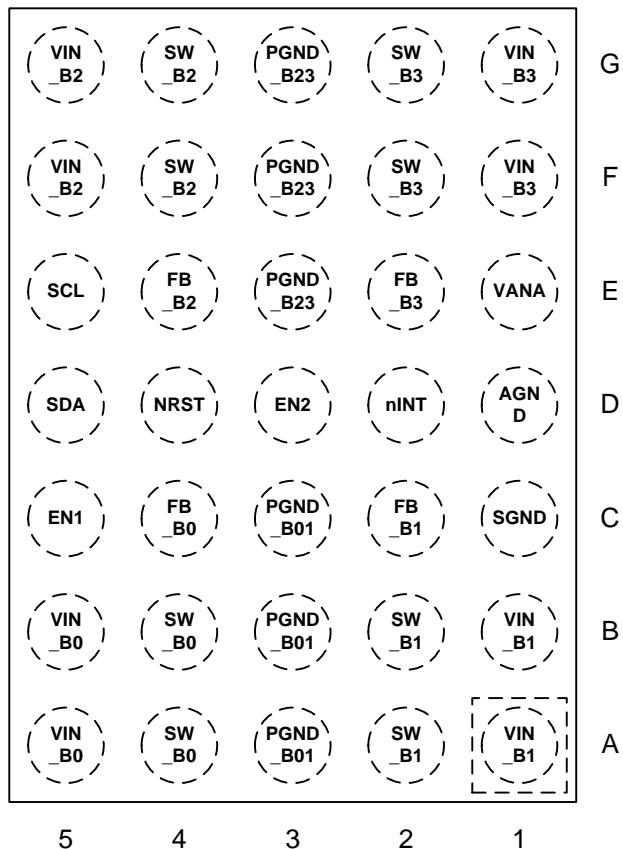 VIN _B2 SW _B2 PGND _B23 SW _B3 VIN _B3 G
VIN _B2 SW _B2 PGND _B23 SW _B3 VIN _B3 F
SCL FB _B2 PGND _B23 FB _B3 VANA E
SDA NRST EN2 nINT AGN D D
EN1 FB _B0 PGND _B01 FB _B1 SGND C
VIN _B0 SW _B0 PGND _B01 SW _B1 VIN _B1 B
VIN _B0 SW _B0 PGND _B01 SW _B1 VIN _B1 A
5 4 3 2 1